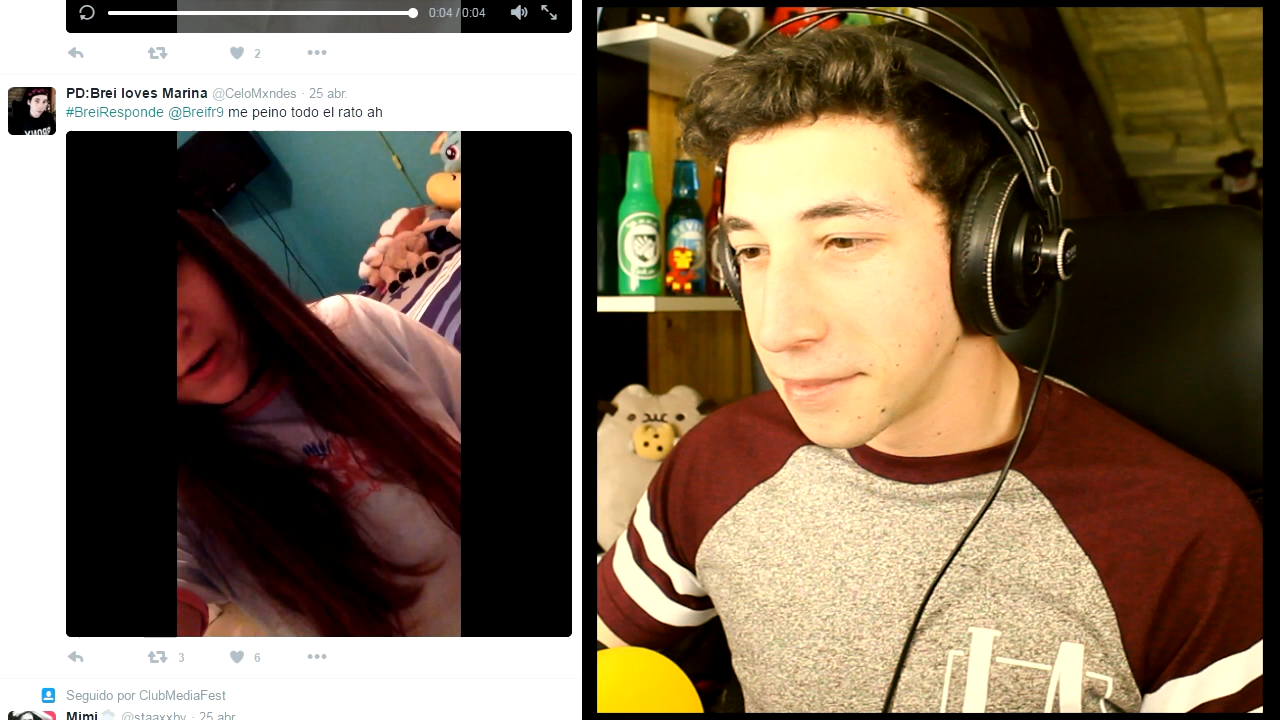 0:04 / 0:04
2
PD:Brei loves Marina @CeloMxndes · 25 abr.
#BreiResponde @Breifr9 me peino todo el rato ah
3 6
Seguido por ClubMediaFest
Mimi @staaxxby · 25 abr.